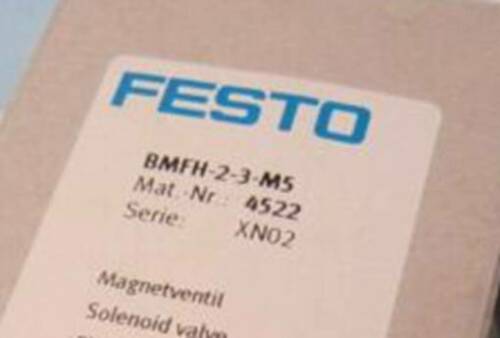 FESTO
BMFH-2-3-M5
Mat.-Nr.: 4522
Serie: XN02
Magnetventil
Solenoid valve